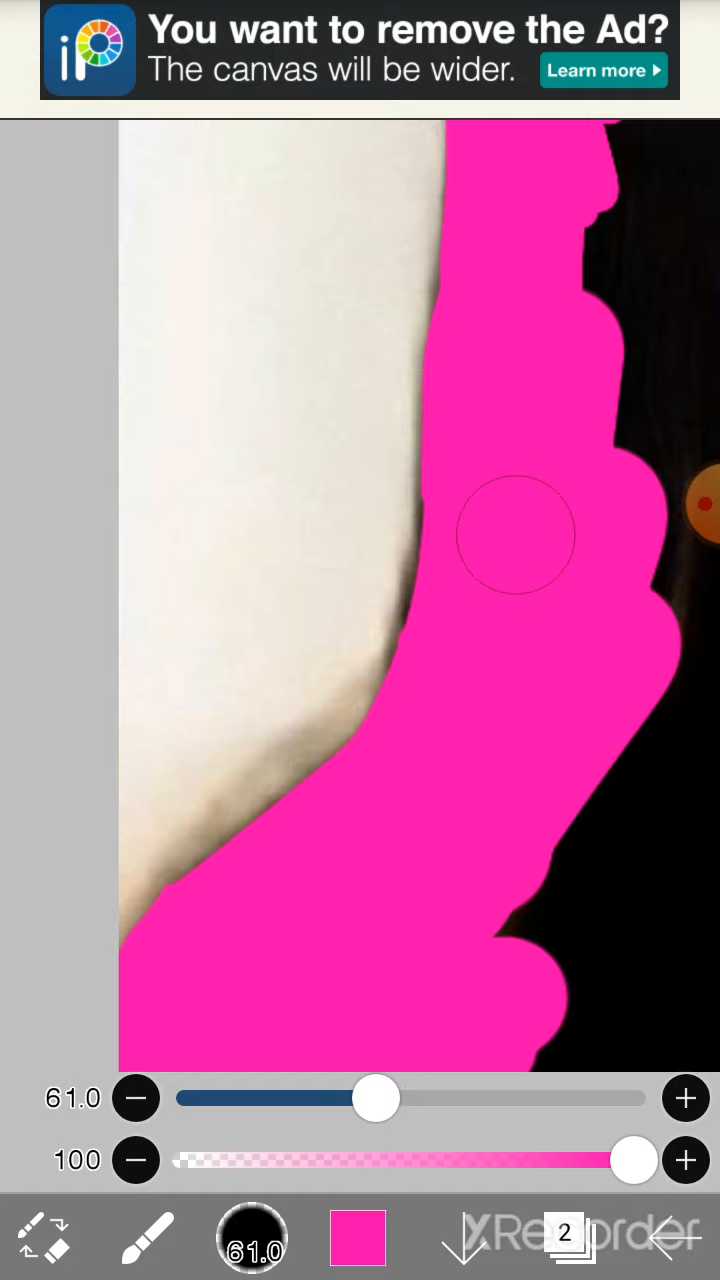 iP
You want to remove the Ad?
The canvas will be wider.
Learn more
61.0
100
61.0
2
XRecorder